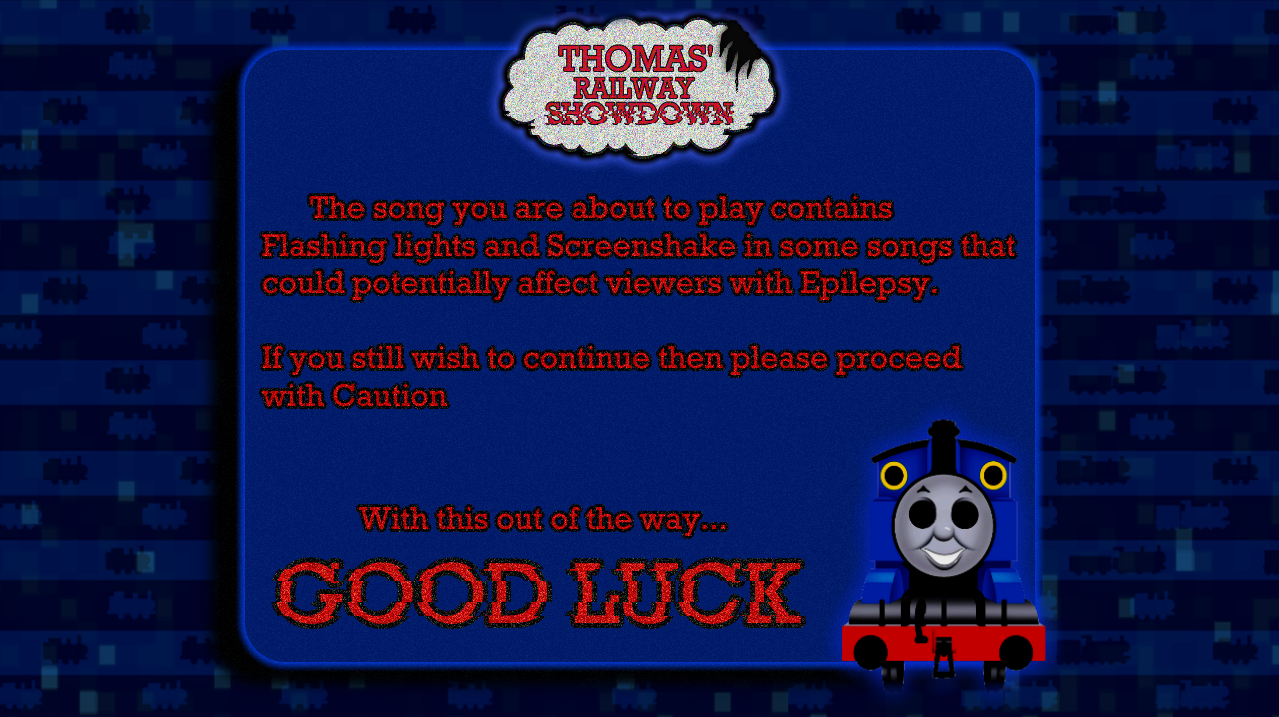 THOMAS'
RAILWAY
SHOWDOWN
The song you are about to play contains
Flashing lights and Screenshake in some songs that
could potentially affect viewers with Epilepsy.
If you still wish to continue then please proceed
with Caution
With this out of the way...
GOOD LUCK